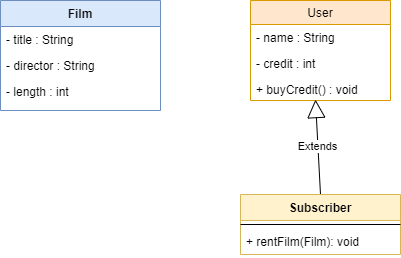 Film
- title : String
- director : String
- length : int
User
- name : String
- credit : int
+ buyCredit() : void
Extends
Subscriber
+ rentFilm(Film): void